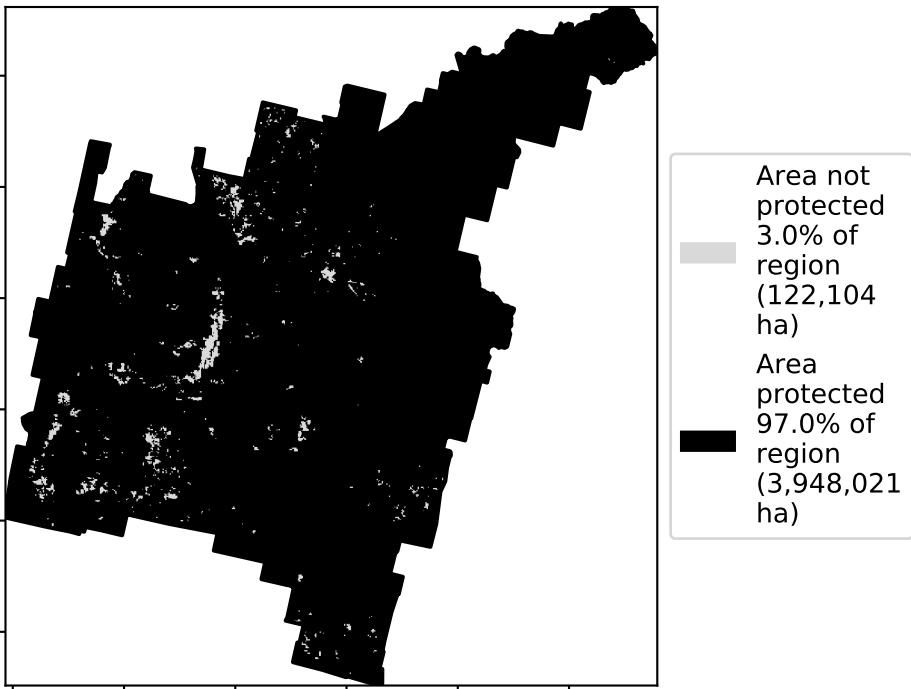 Area not
protected
3.0% of
region
(122,104
ha)
Area
protected
97.0% of
region
(3,948,021
ha)